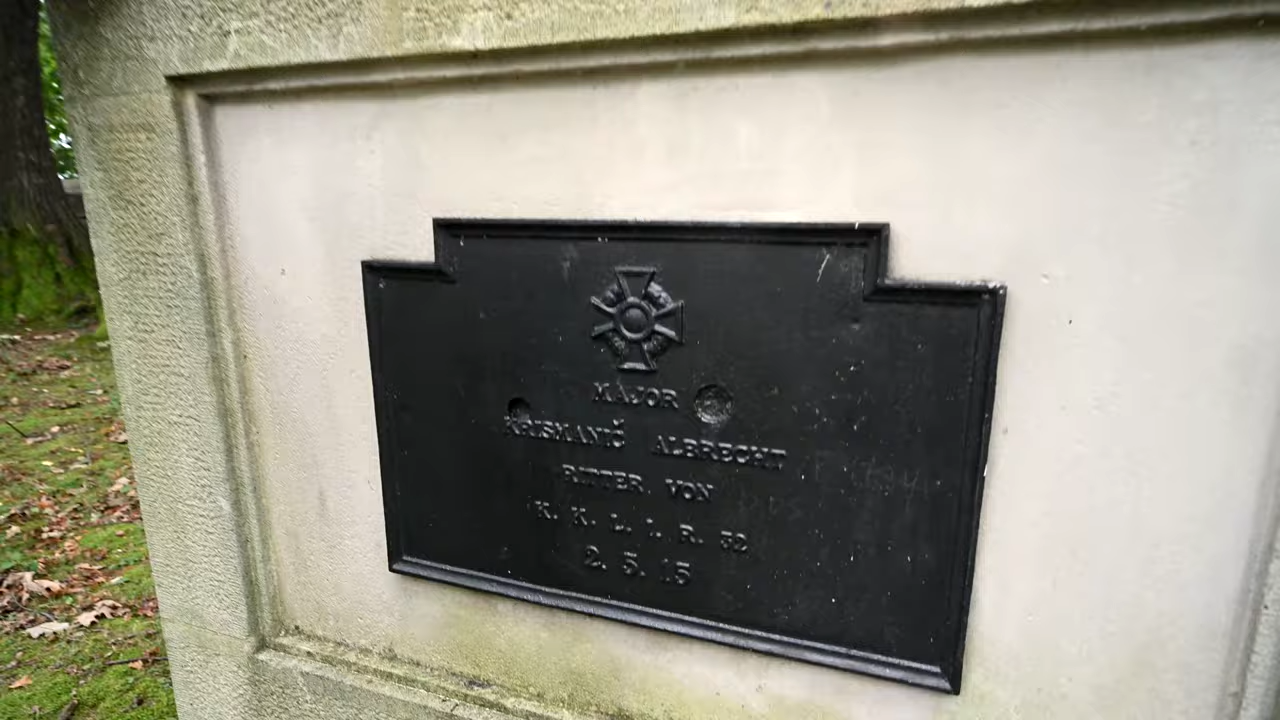 MAJOR
KRISMANIČ ALBRECHT
RITTER VON
K. K. L. I. R. 32
2. 5. 15